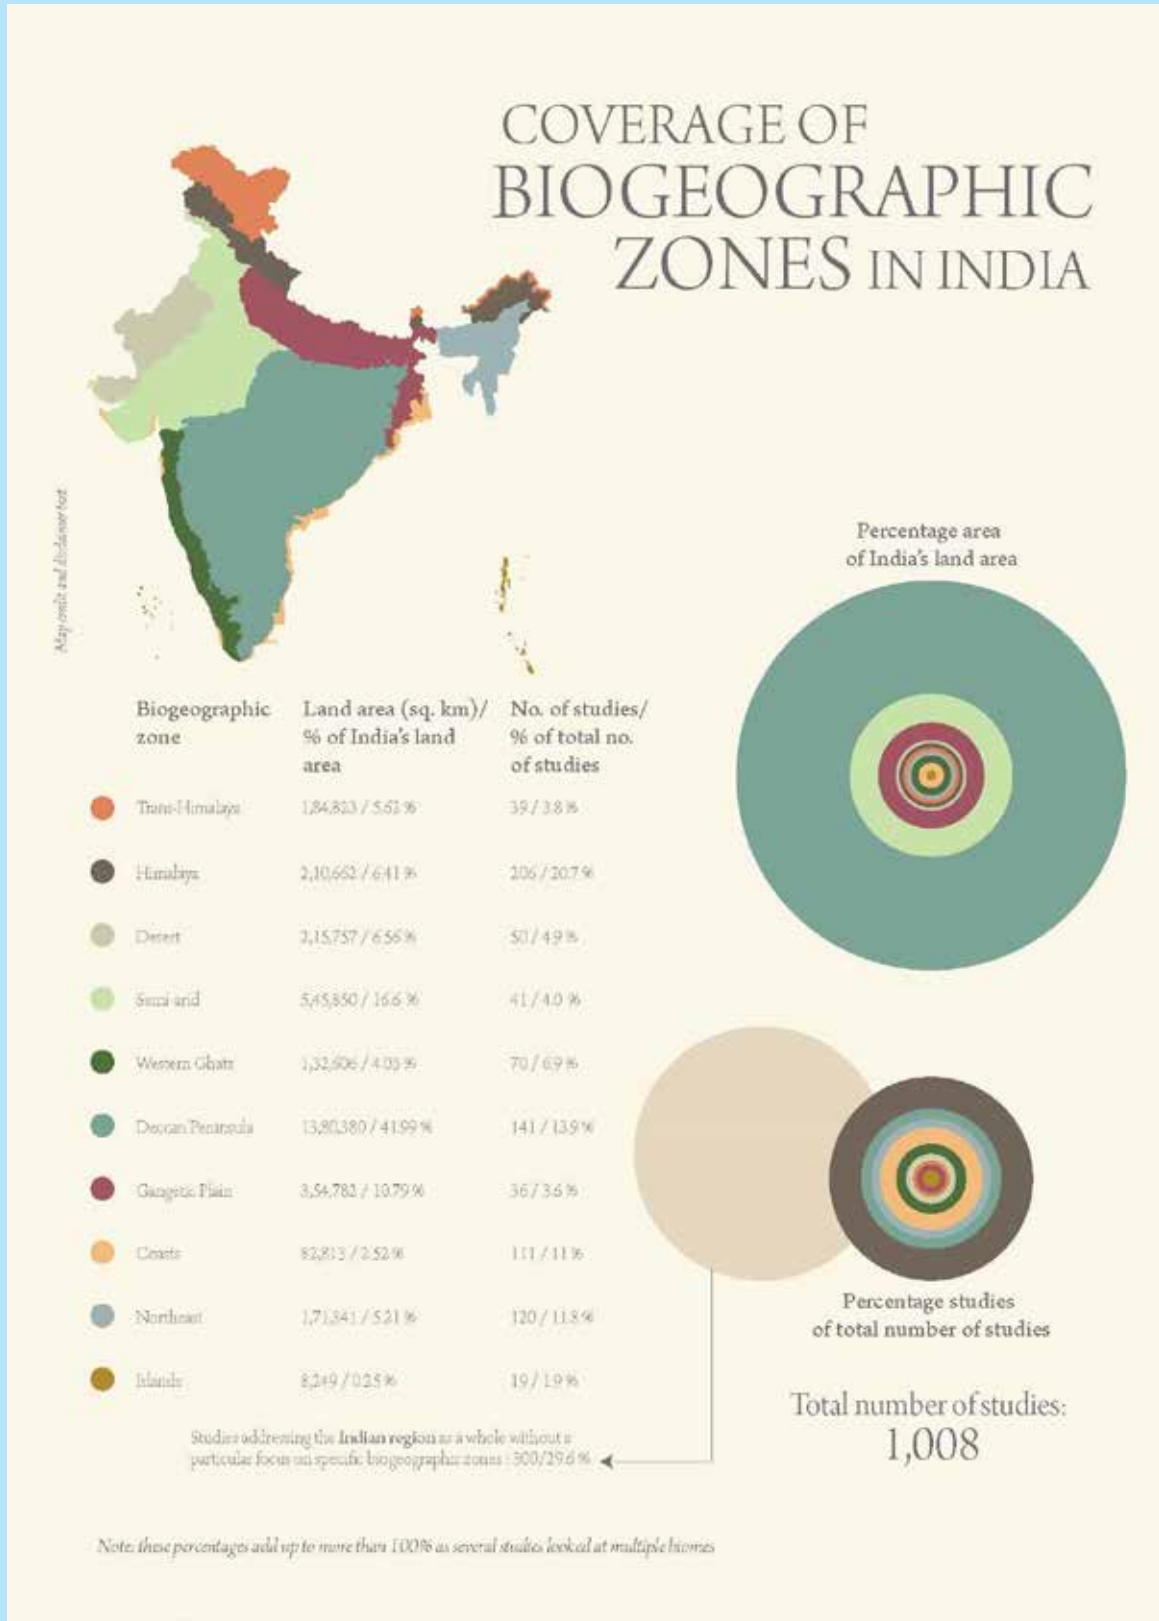 COVERAGE OF
BIOGEOGRAPHIC
ZONES IN INDIA
Map credit and disclaimer text
Percentage area
of India's land area
Biogeographic zone
Land area (sq. km)/ % of India's land area
No. of studies/ % of total no. of studies
Trans-Himalaya 1,84,823 / 5.62 % 39 / 3.8 %
Himalaya 2,10,662 / 6.41 % 206 / 20.7 %
Desert 2,15,757 / 6.56 % 50 / 4.9 %
Semi-arid 5,45,850 / 16.6 % 41 / 4.0 %
Western Ghats 1,32,606 / 4.03 % 70 / 6.9 %
Deccan Peninsula 13,80,380 / 41.99 % 141 / 13.9 %
Gangetic Plain 3,54,782 / 10.79 % 36 / 3.6 %
Coasts 82,813 / 2.52 % 111 / 11 %
Northeast 1,71,341 / 5.21 % 120 / 11.8 %
Islands 8,249 / 0.25 % 19 / 1.9 %
Percentage studies
of total number of studies
Total number of studies:
1,008
Studies addressing the Indian region as a whole without a
particular focus on specific biogeographic zones : 300/29.6 %
Note: these percentages add up to more than 100% as several studies looked at multiple biomes